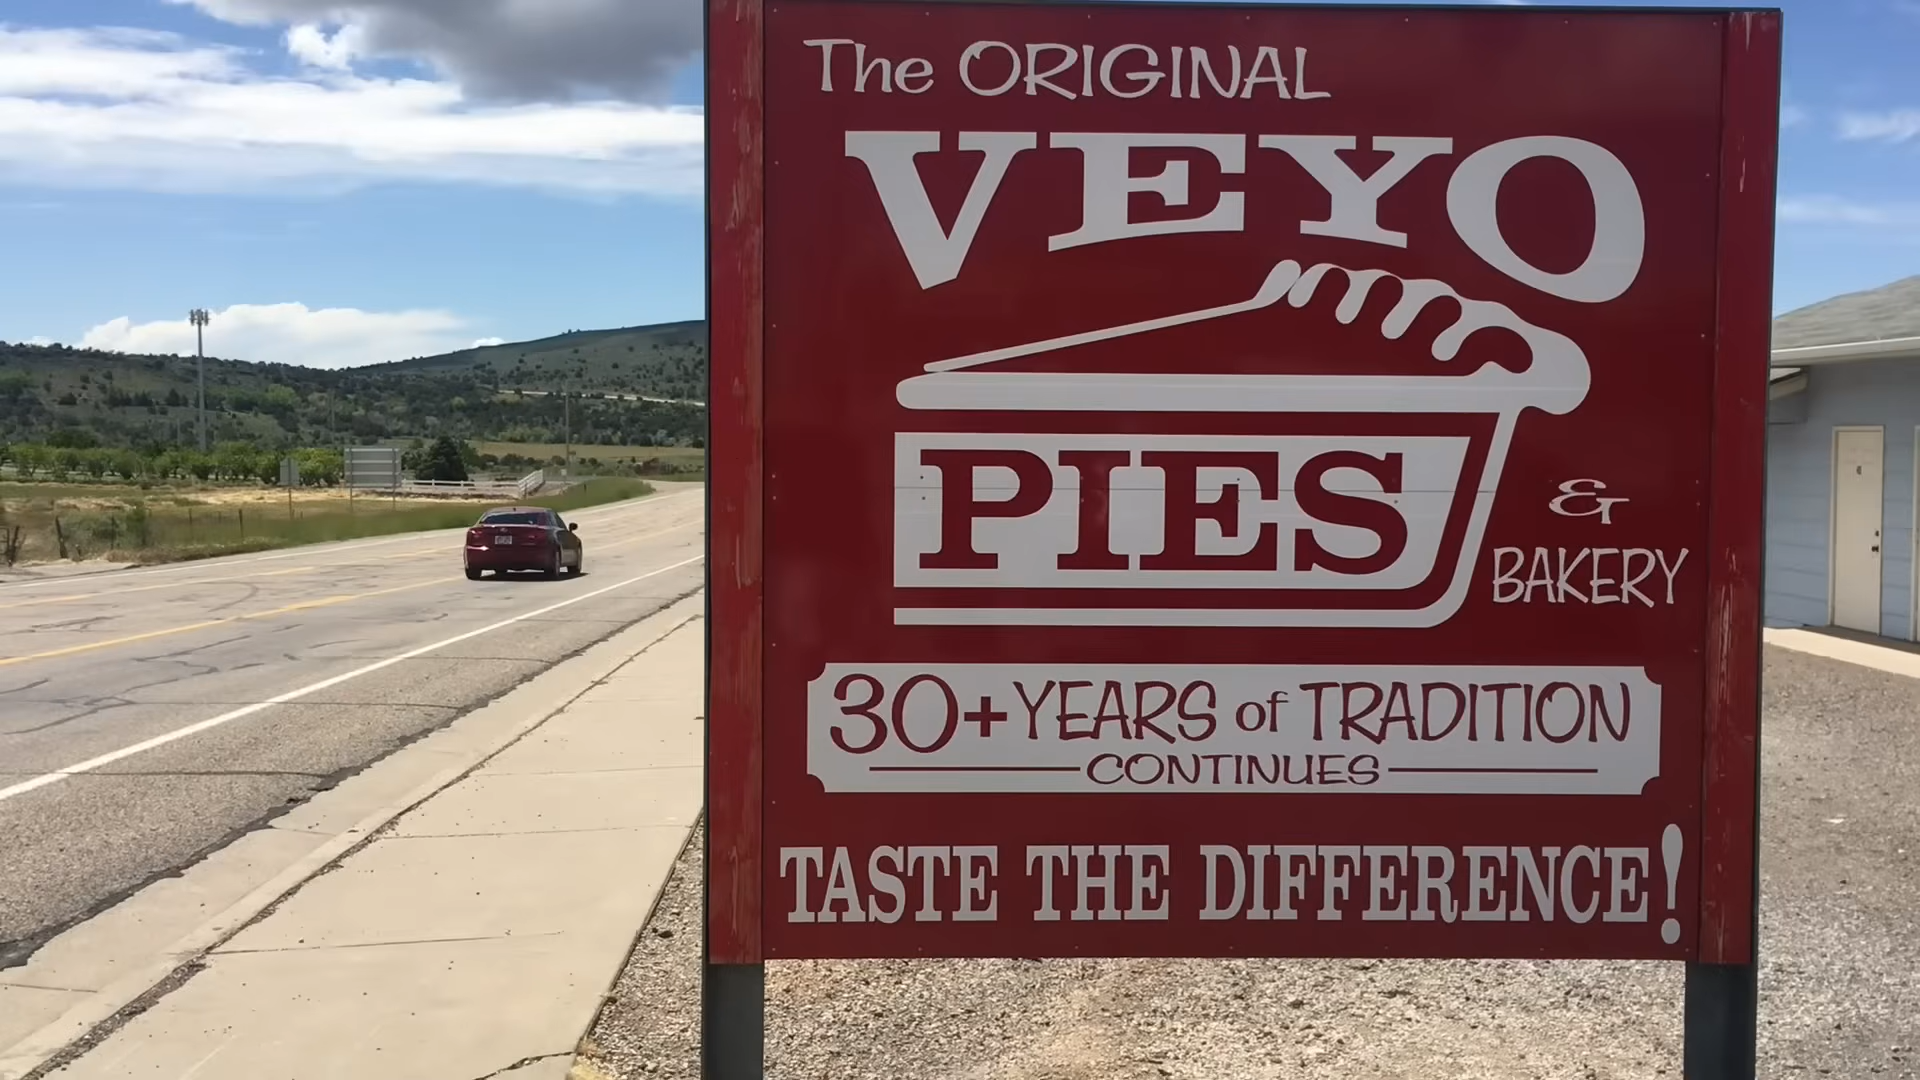 The ORIGINAL
VEYO
PIES
&
BAKERY
30+ YEARS of TRADITION
CONTINUES
TASTE THE DIFFERENCE!